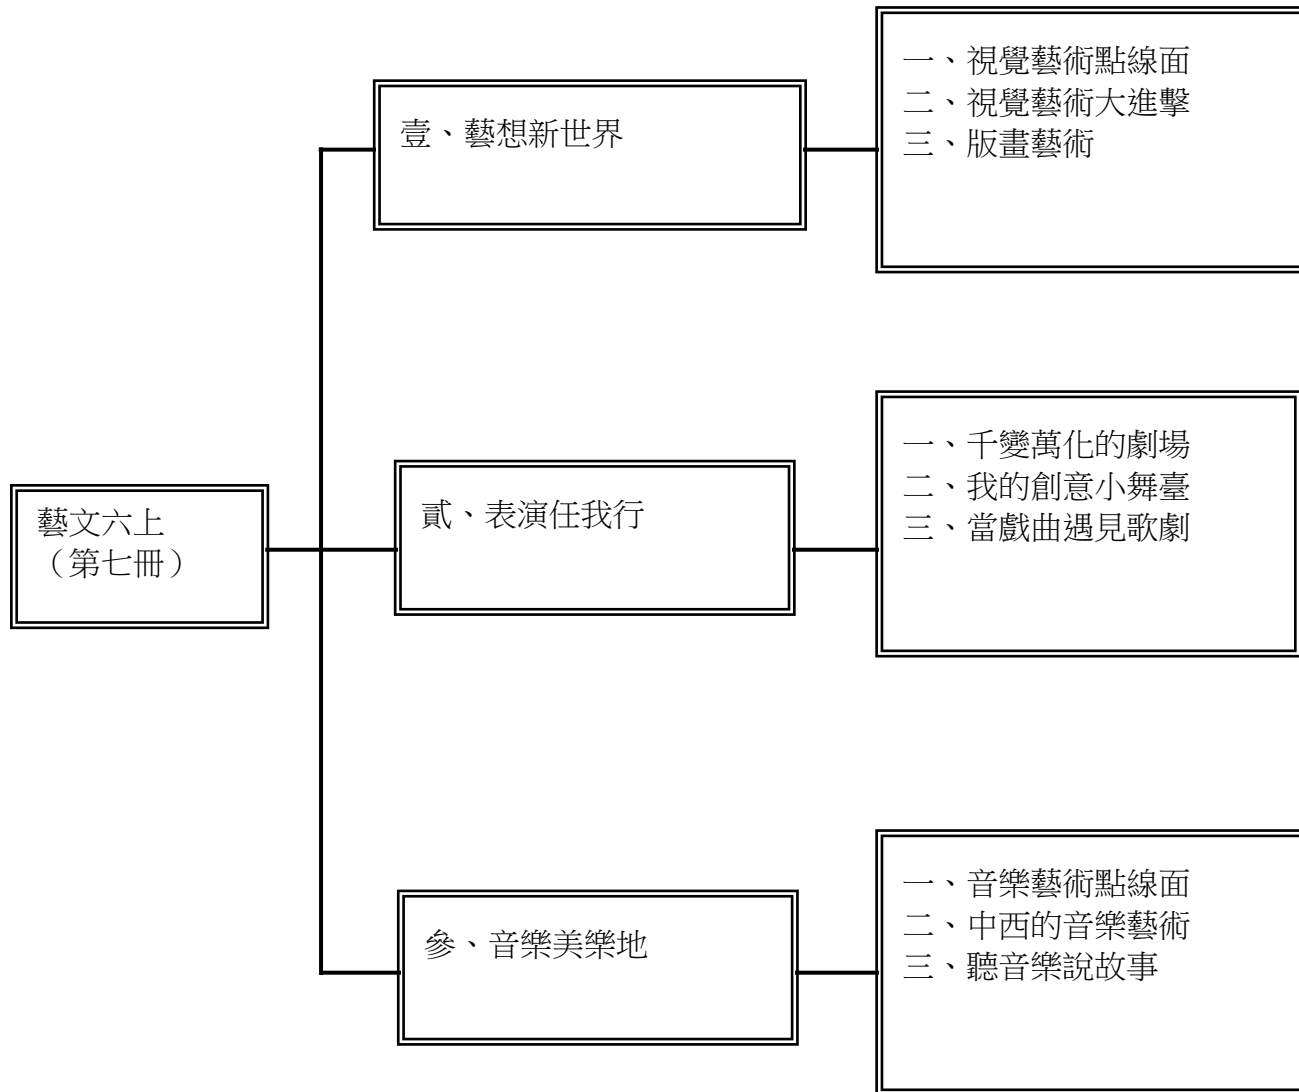 藝文六上
（第七冊）
壹、藝想新世界
一、視覺藝術點線面
二、視覺藝術大進擊
三、版畫藝術
貳、表演任我行
一、千變萬化的劇場
二、我的創意小舞臺
三、當戲曲遇見歌劇
參、音樂美樂地
一、音樂藝術點線面
二、中西的音樂藝術
三、聽音樂說故事